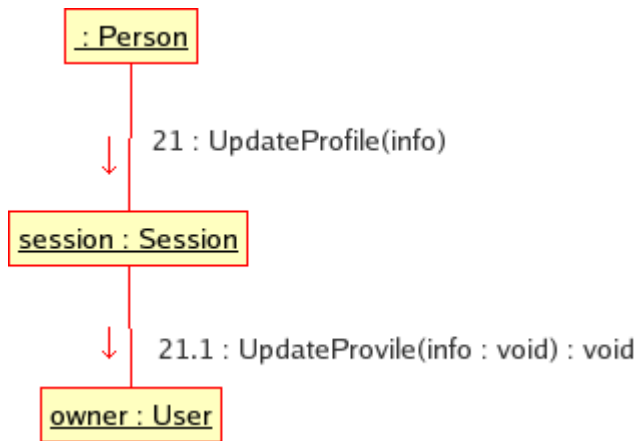 : Person
21 : UpdateProfile(info)
session : Session
21.1 : UpdateProvile(info : void) : void
owner : User